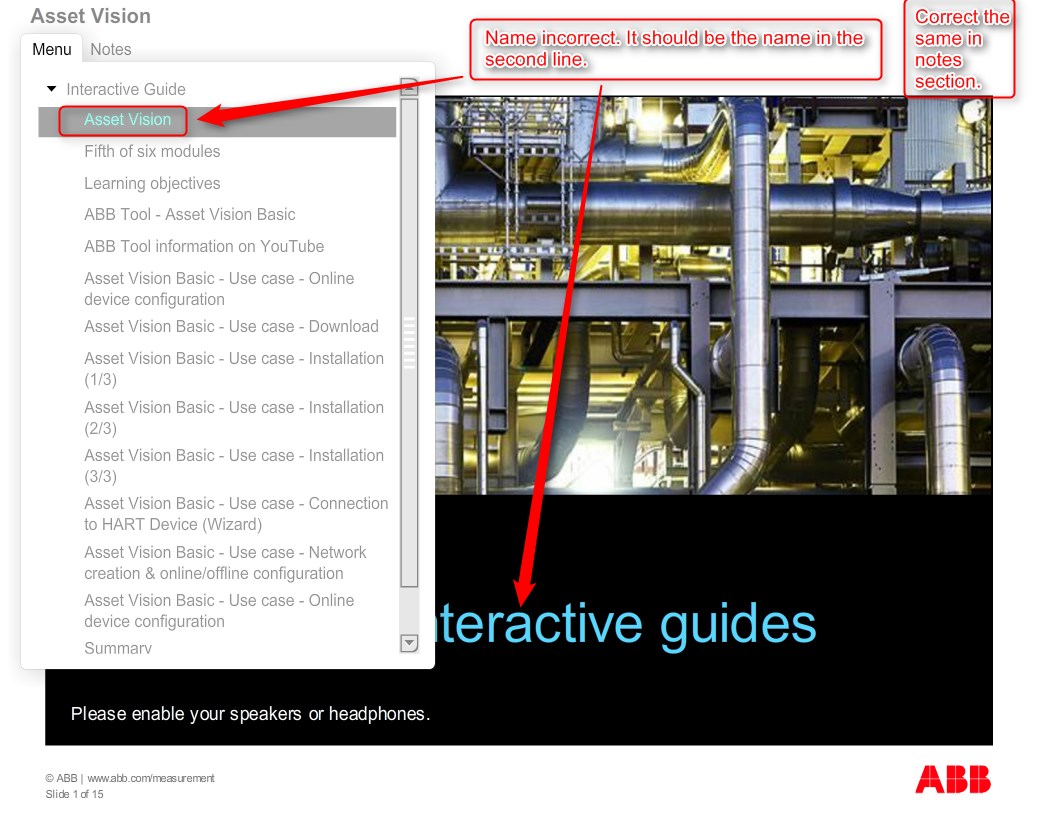 Asset Vision
Menu
Notes
Name incorrect. It should be the name in the
second line.
Correct the
same in
notes
section.
Interactive Guide
Asset Vision
Fifth of six modules
Learning objectives
ABB Tool - Asset Vision Basic
ABB Tool information on YouTube
Asset Vision Basic - Use case - Online
device configuration
Asset Vision Basic - Use case - Download
Asset Vision Basic - Use case - Installation
(1/3)
Asset Vision Basic - Use case - Installation
(2/3)
Asset Vision Basic - Use case - Installation
(3/3)
Asset Vision Basic - Use case - Connection
to HART Device (Wizard)
Asset Vision Basic - Use case - Network
creation & online/offline configuration
Asset Vision Basic - Use case - Online
device configuration
Summary
nteractive guides
Please enable your speakers or headphones.
© ABB | www.abb.com/measurement
Slide 1 of 15
ABB